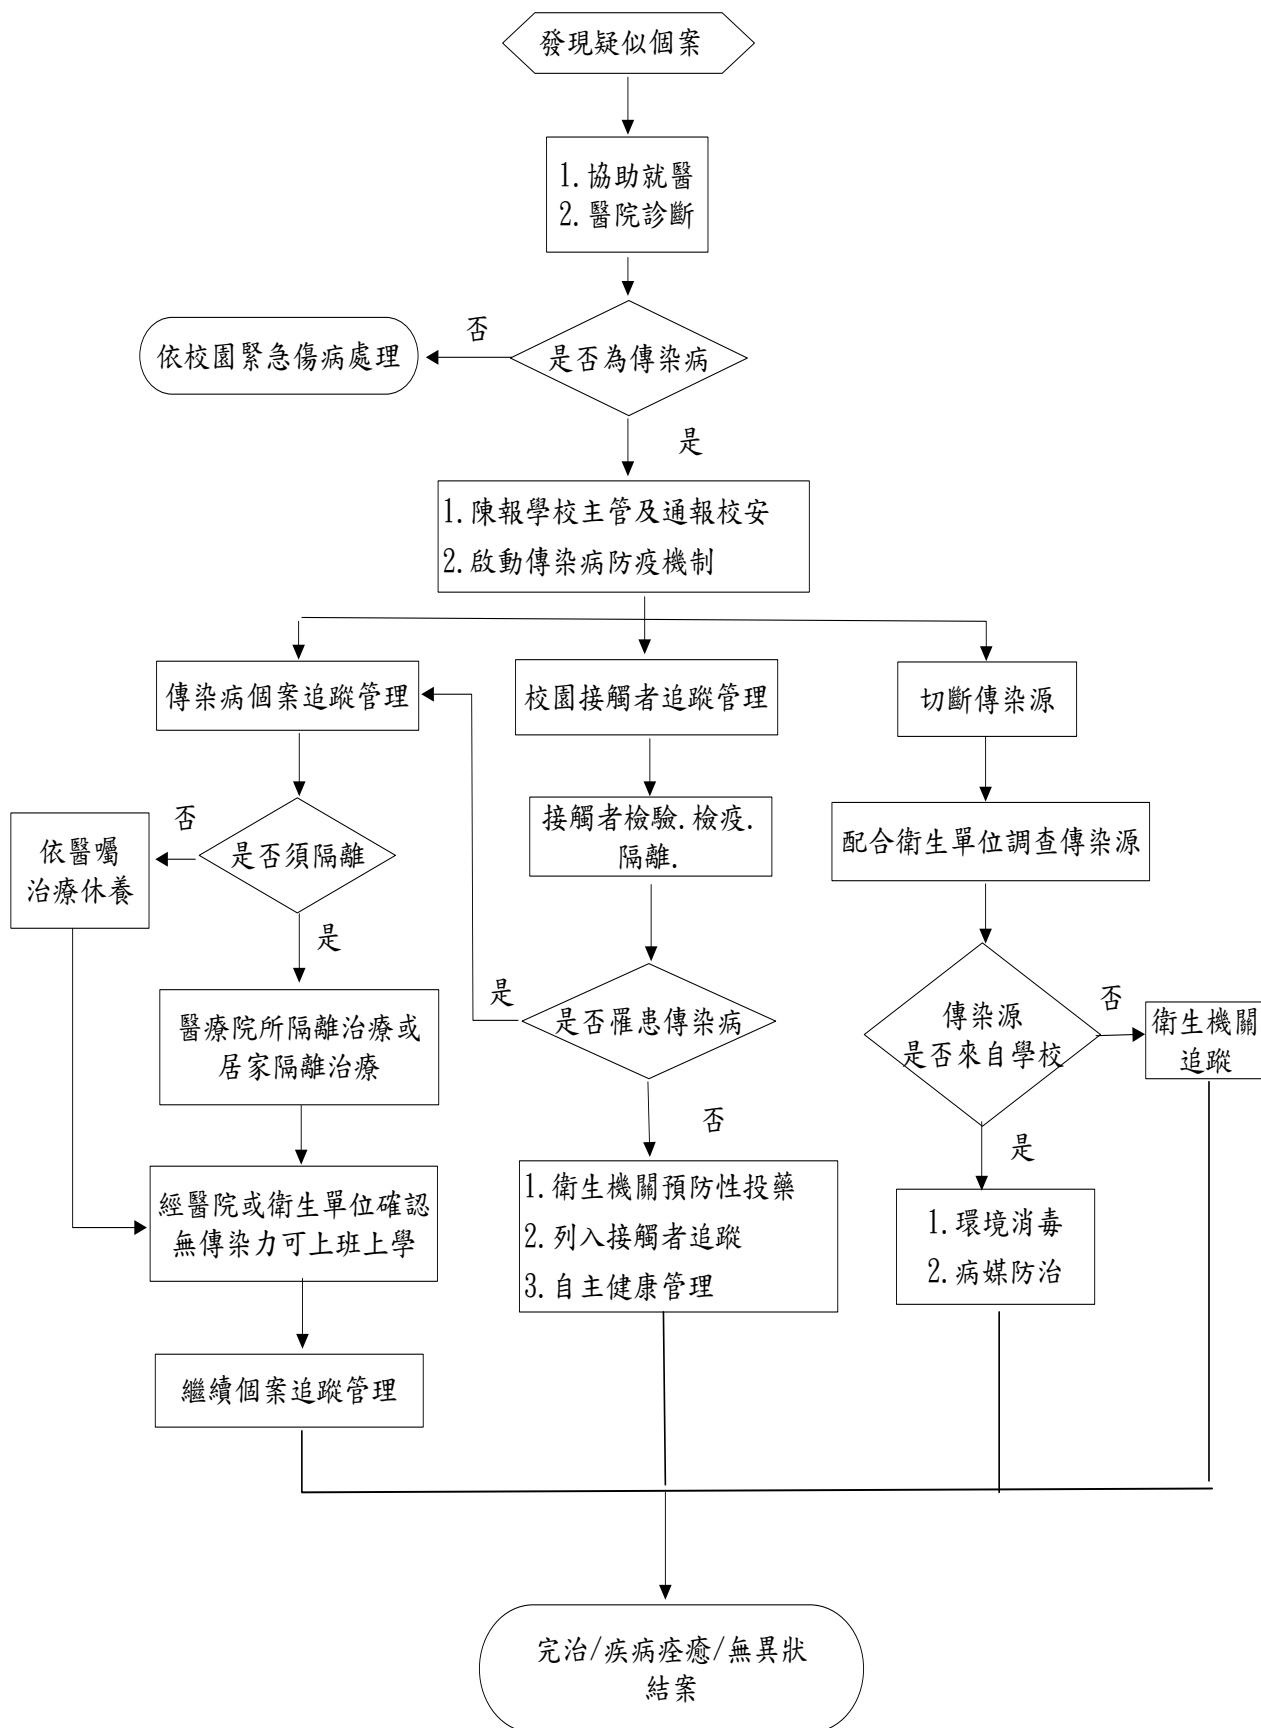 發現疑似個案
1.協助就醫
2.醫院診斷
否
依校園緊急傷病處理
是否為傳染病
是
1.陳報學校主管及通報校安
2.啟動傳染病防疫機制
傳染病個案追蹤管理
校園接觸者追蹤管理
切斷傳染源
否
依醫囑
治療休養
是否須隔離
是
接觸者檢驗.檢疫.
隔離.
配合衛生單位調查傳染源
醫療院所隔離治療或
居家隔離治療
是
是否罹患傳染病
否
傳染源
是否來自學校
否
衛生機關
追蹤
是
經醫院或衛生單位確認
無傳染力可上班上學
1.衛生機關預防性投藥
2.列入接觸者追蹤
3.自主健康管理
1.環境消毒
2.病媒防治
繼續個案追蹤管理
完治/疾病痊癒/無異狀
結案